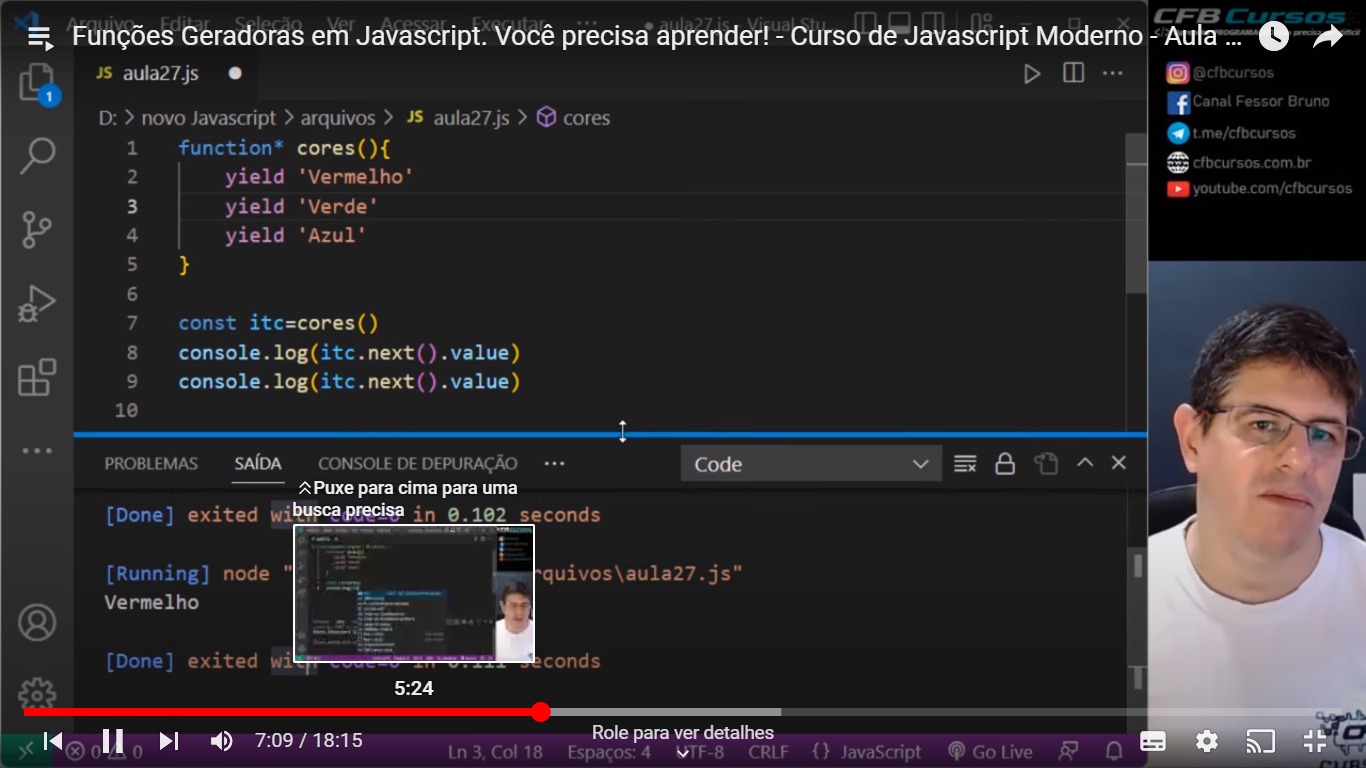 Arquivo Editar Seleção Ver Acessar Executar ··· ● aula27.js - Visual Stu
CFB Cursos
Funções Geradoras em Javascript. Você precisa aprender! - Curso de Javascript Moderno - Aula ...
JS aula27.js
@cfbcursos
Canal Fessor Bruno
t.me/cfbcursos
cfbcursos.com.br
youtube.com/cfbcursos
1
D: > novo Javascript > arquivos > JS aula27.js > cores
1 function* cores(){
2 yield 'Vermelho'
3 yield 'Verde'
4 yield 'Azul'
5 }
6
7 const itc=cores()
8 console.log(itc.next().value)
9 console.log(itc.next().value)
10
PROBLEMAS SAÍDA CONSOLE DE DEPURAÇÃO ··· Code
Puxe para cima para uma
busca precisa
[Done] exited with code=0 in 0.102 seconds
[Running] node " rquivos\aula27.js"
Vermelho
[Done] exited with code=0 in 0.111 seconds
5:24
Role para ver detalhes
7:09 / 18:15
0 0 Ln 3, Col 18 Espaços: 4 UTF-8 CRLF {} JavaScript Go Live